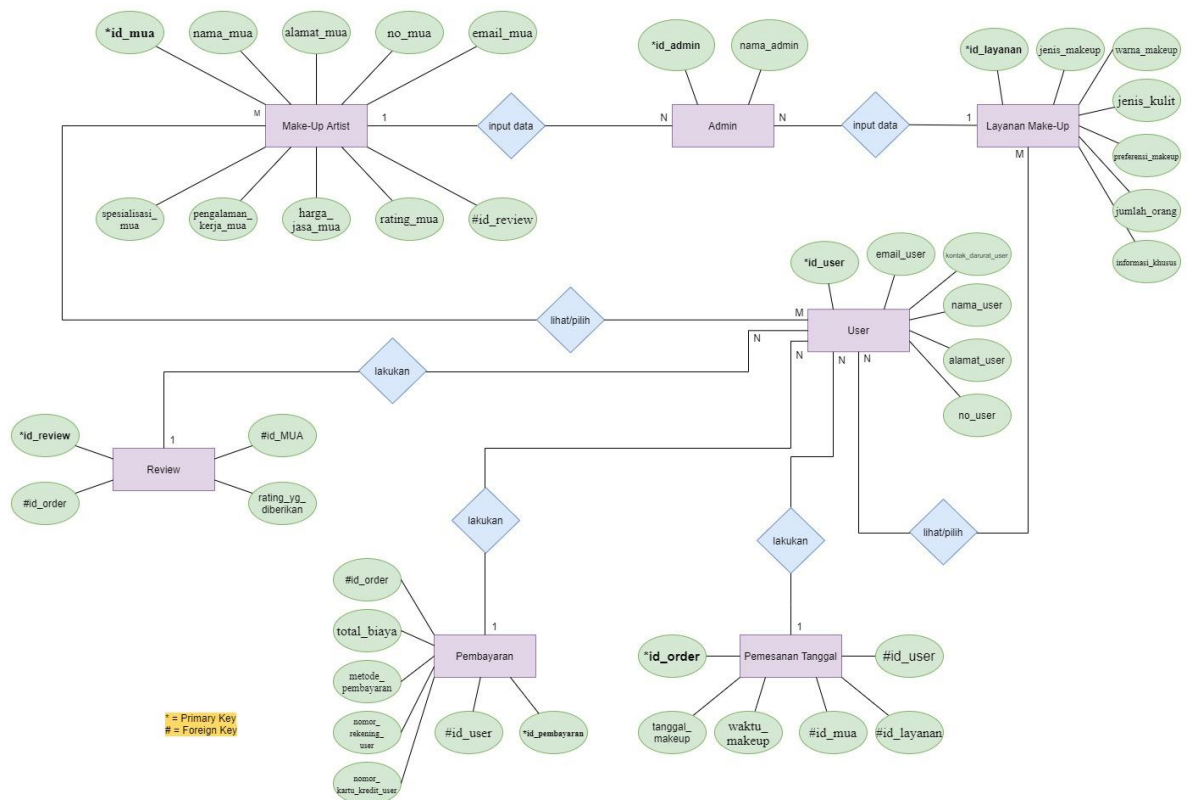 *id_mua
nama_mua
alamat_mua
no_mua
email_mua
*id_admin
nama_admin
*id_layanan
jenis_makeup
warna_makeup
jenis_kulit
preferensi_makeup
jumlah_orang
informasi_khusus
M
Make-Up Artist
1
input data
N
Admin
N
input data
1
Layanan Make-Up
M
spesialisasi_
mua
pengalaman_
kerja_mua
harga_
jasa_mua
rating_mua
#id_review
*id_user
email_user
kontak_darurat_user
nama_user
alamat_user
no_user
lihat/pilih
M
User
N
N
N
N
lakukan
1
*id_review
#id_MUA
Review
#id_order
rating_yg_
diberikan
lakukan
lakukan
lihat/pilih
#id_order
total_biaya
metode_
pembayaran
nomor_
rekening_
user
nomor_
kartu_kredit_user
1
Pembayaran
#id_user
*id_pembayaran
1
*id_order
Pemesanan Tanggal
#id_user
tanggal_
makeup
waktu_
makeup
#id_mua
#id_layanan
* = Primary Key
# = Foreign Key